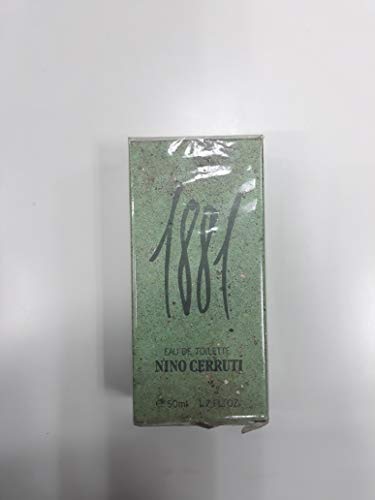 1881
EAU DE TOILETTE
NINO CERRUTI
℮ 50ml 1.7 FL.OZ.